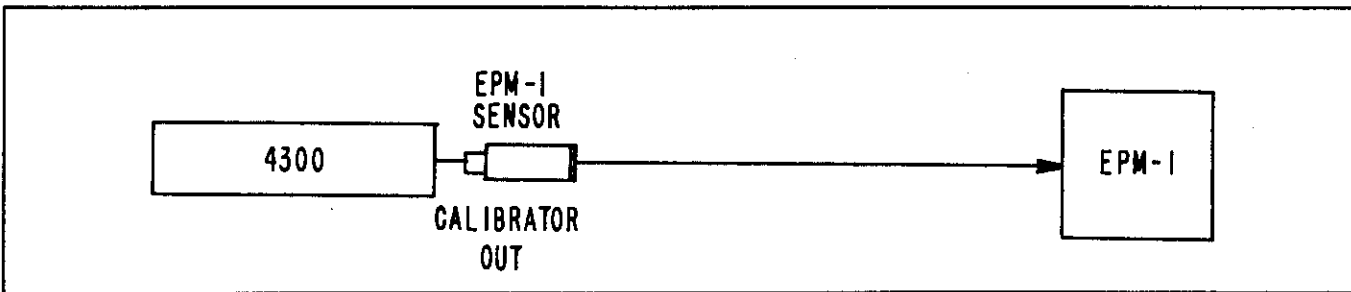 EPM-1
SENSOR
4300
CALIBRATOR
OUT
EPM-1